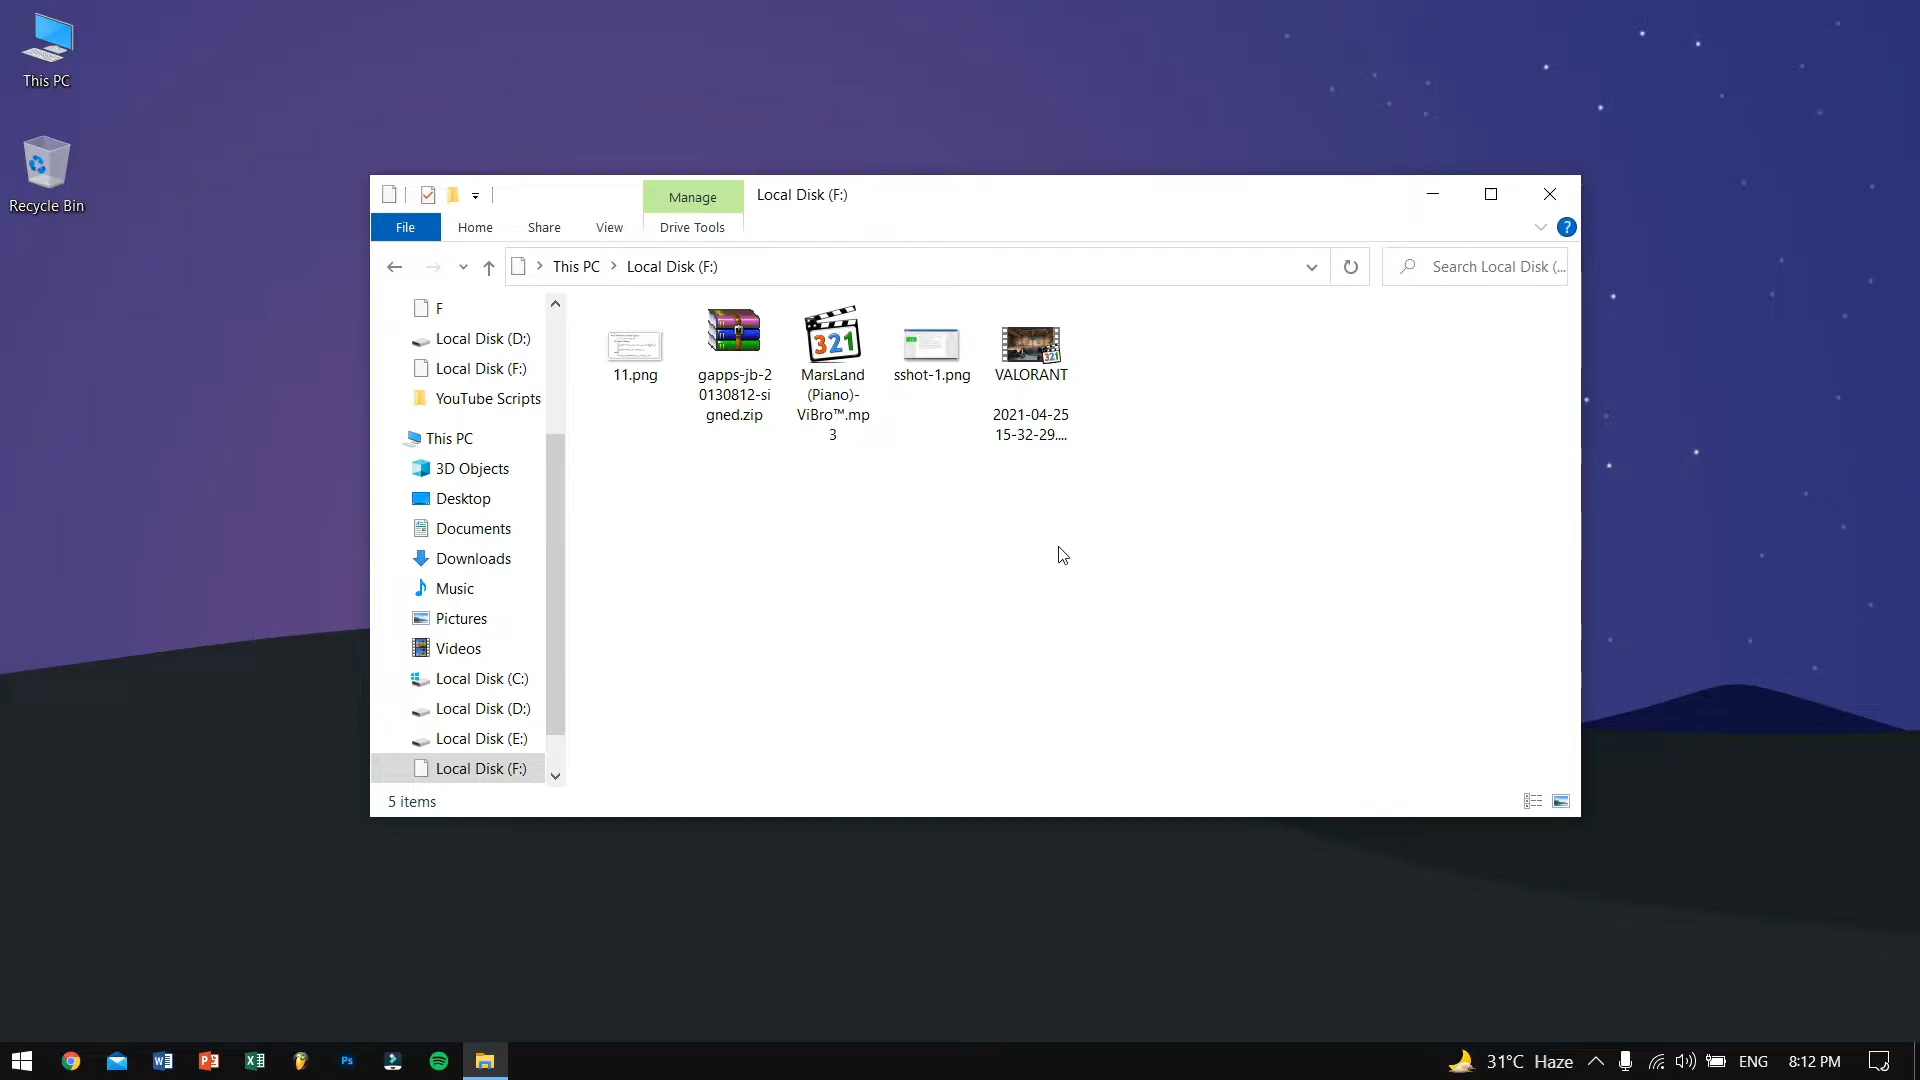 This PC
Recycle Bin
Manage
Local Disk (F:)
File
Home
Share
View
Drive Tools
?
This PC
Local Disk (F:)
Search Local Disk (...
F
Local Disk (D:)
Local Disk (F:)
YouTube Scripts
This PC
3D Objects
Desktop
Documents
Downloads
Music
Pictures
Videos
Local Disk (C:)
Local Disk (D:)
Local Disk (E:)
Local Disk (F:)
11.png
gapps-jb-2
0130812-si
gned.zip
321
MarsLand
(Piano)-
ViBro™.mp
3
sshot-1.png
321
VALORANT
2021-04-25
15-32-29....
5 items
Ps
31°C Haze
ENG
8:12 PM